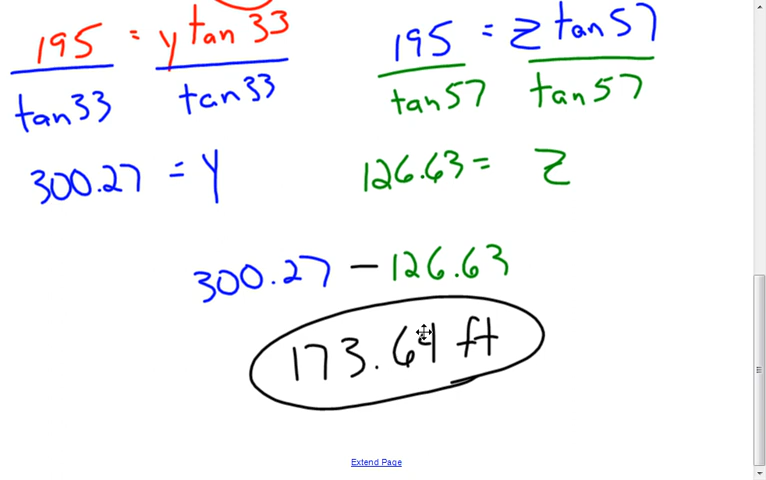 195 = y tan 33
tan33 tan33
300.27 = y
195 = z tan 57
tan57 tan57
126.63 = z
300.27 - 126.63
173.64 ft
Extend Page